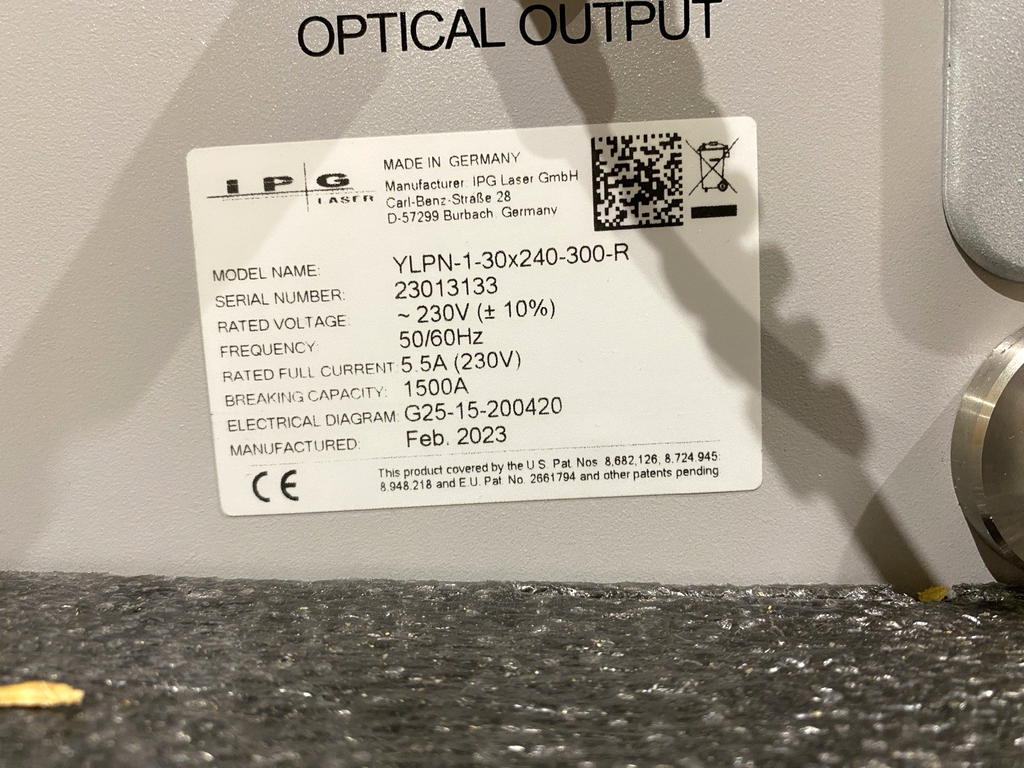 OPTICAL OUTPUT
IPG
LASER
MADE IN GERMANY
Manufacturer: IPG Laser GmbH
Carl-Benz-Straße 28
D-57299 Burbach, Germany
MODEL NAME: YLPN-1-30x240-300-R
SERIAL NUMBER: 23013133
RATED VOLTAGE: ~ 230V (± 10%)
FREQUENCY: 50/60Hz
RATED FULL CURRENT: 5.5A (230V)
BREAKING CAPACITY: 1500A
ELECTRICAL DIAGRAM: G25-15-200420
MANUFACTURED: Feb. 2023
CE
This product covered by the U.S. Pat. Nos. 8,682,126, 8,724,945;
8,948,218 and E.U. Pat. No. 2661794 and other patents pending